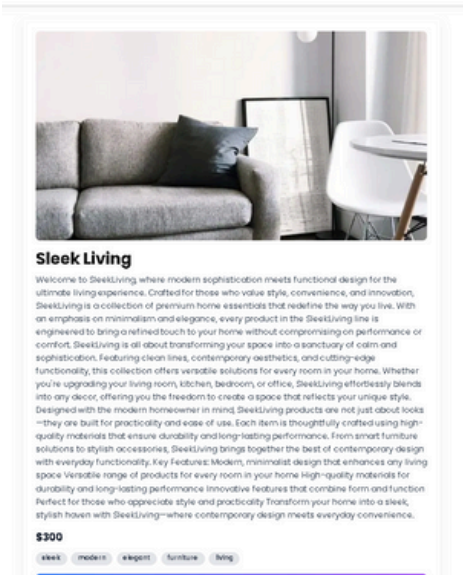 Sleek Living
Welcome to SleekLiving, where modern sophistication meets functional design for the
ultimate living experience. Crafted for those who value style, convenience, and innovation,
SleekLiving is a collection of premium home essentials that redefine the way you live. With
an emphasis on minimalism and elegance, every product in the SleekLiving line is
engineered to bring a refined touch to your home without compromising on performance or
comfort. SleekLiving is all about transforming your space into a sanctuary of calm and
sophistication. Featuring clean lines, contemporary aesthetics, and cutting-edge
functionality, this collection offers versatile solutions for every room in your home. Whether
you're upgrading your living room, kitchen, bedroom, or office, SleekLiving effortlessly blends
into any decor, offering you the freedom to create a space that reflects your unique style.
Designed with the modern homeowner in mind, SleekLiving products are not just about looks
—they are built for practicality and ease of use. Each item is thoughtfully crafted using high-
quality materials that ensure durability and long-lasting performance. From smart furniture
solutions to stylish accessories, SleekLiving brings together the best of contemporary design
with everyday functionality. Key Features: Modern, minimalist design that enhances any living
space Versatile range of products for every room in your home High-quality materials for
durability and long-lasting performance Innovative features that combine form and function
Perfect for those who appreciate style and practicality Transform your home into a sleek,
stylish haven with SleekLiving—where contemporary design meets everyday convenience.
$300
sleek modern elegant furniture living